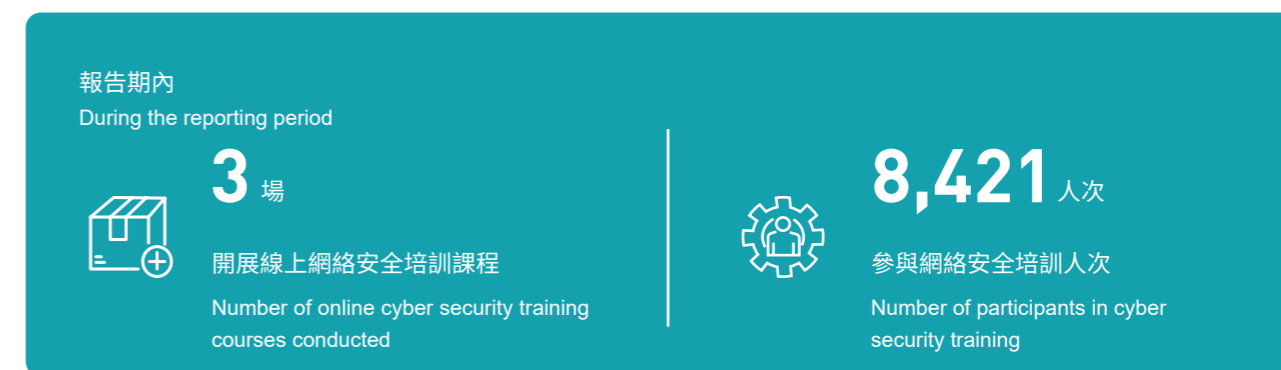 報告期內
During the reporting period
3 場
開展線上網絡安全培訓課程
Number of online cyber security training
courses conducted
8,421 人次
參與網絡安全培訓人次
Number of participants in cyber
security training